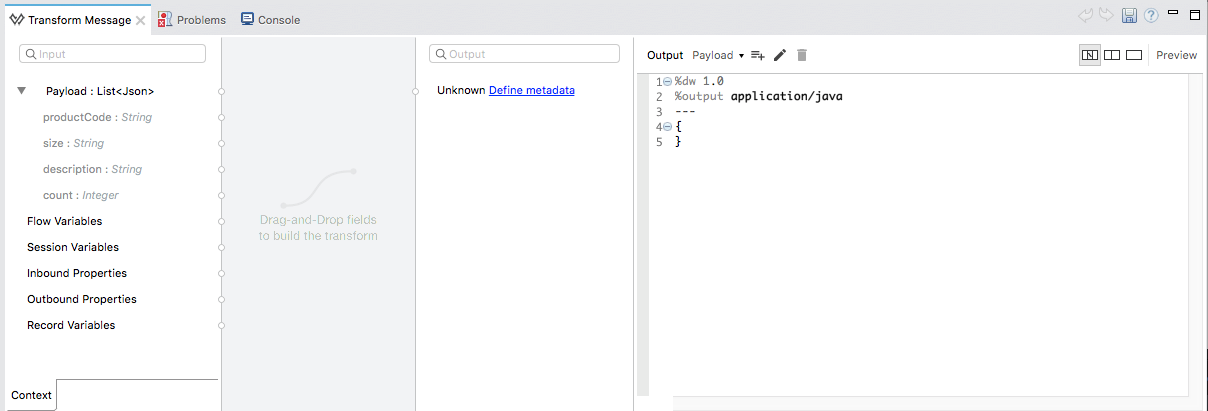 Transform Message
Problems
Console
Input
Payload : List<Json>
productCode : String
size : String
description : String
count : Integer
Flow Variables
Session Variables
Inbound Properties
Outbound Properties
Record Variables
Context
Drag-and-Drop fields
to build the transform
Output
Unknown Define metadata
Output Payload
Preview
1 %dw 1.0
2 %output application/java
3 ---
4 {
5 }